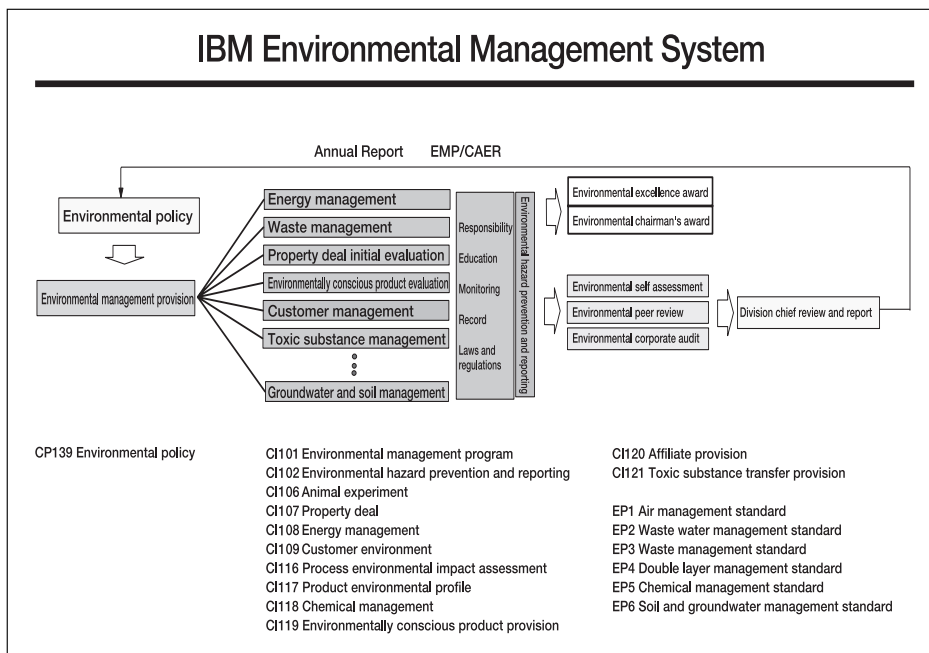 IBM Environmental Management System
Annual Report EMP/CAER
Environmental policy
Environmental management provision
Energy management
Waste management
Property deal initial evaluation
Environmentally conscious product evaluation
Customer management
Toxic substance management
Groundwater and soil management
Responsibility
Education
Monitoring
Record
Laws and
regulations
Environmental hazard prevention and reporting
Environmental excellence award
Environmental chairman's award
Environmental self assessment
Environmental peer review
Environmental corporate audit
Division chief review and report
CP139 Environmental policy
CI101 Environmental management program
CI102 Environmental hazard prevention and reporting
CI106 Animal experiment
CI107 Property deal
CI108 Energy management
CI109 Customer environment
CI116 Process environmental impact assessment
CI117 Product environmental profile
CI118 Chemical management
CI119 Environmentally conscious product provision
CI120 Affiliate provision
CI121 Toxic substance transfer provision
EP1 Air management standard
EP2 Waste water management standard
EP3 Waste management standard
EP4 Double layer management standard
EP5 Chemical management standard
EP6 Soil and groundwater management standard